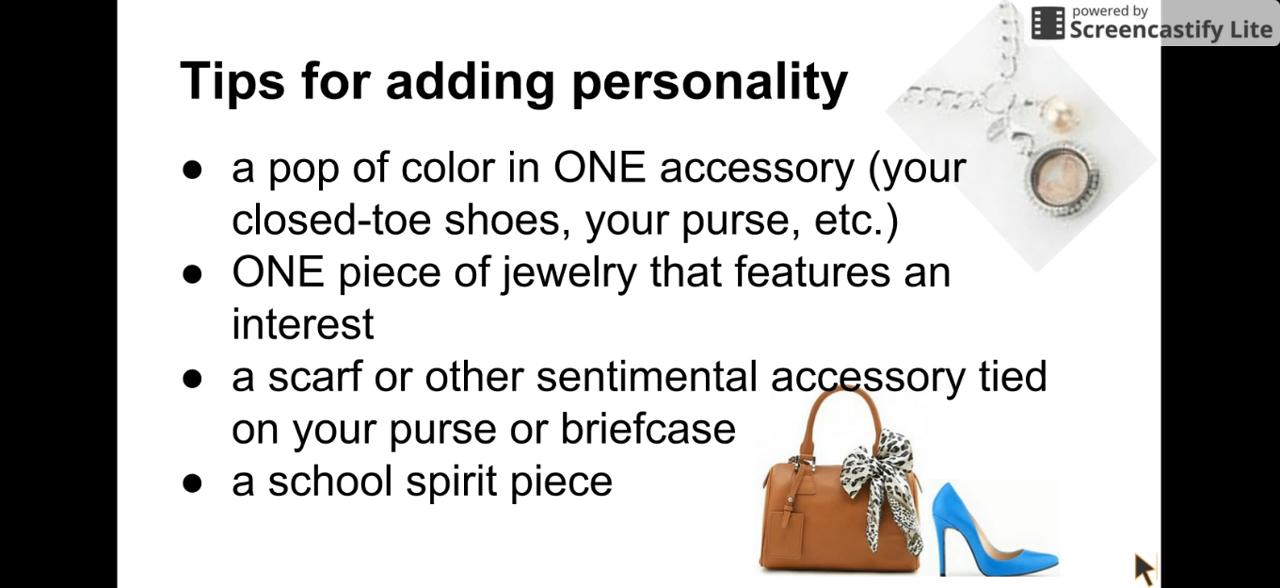 powered by
Screencastify Lite
Tips for adding personality
● a pop of color in ONE accessory (your
closed-toe shoes, your purse, etc.)
● ONE piece of jewelry that features an
interest
● a scarf or other sentimental accessory tied
on your purse or briefcase
● a school spirit piece